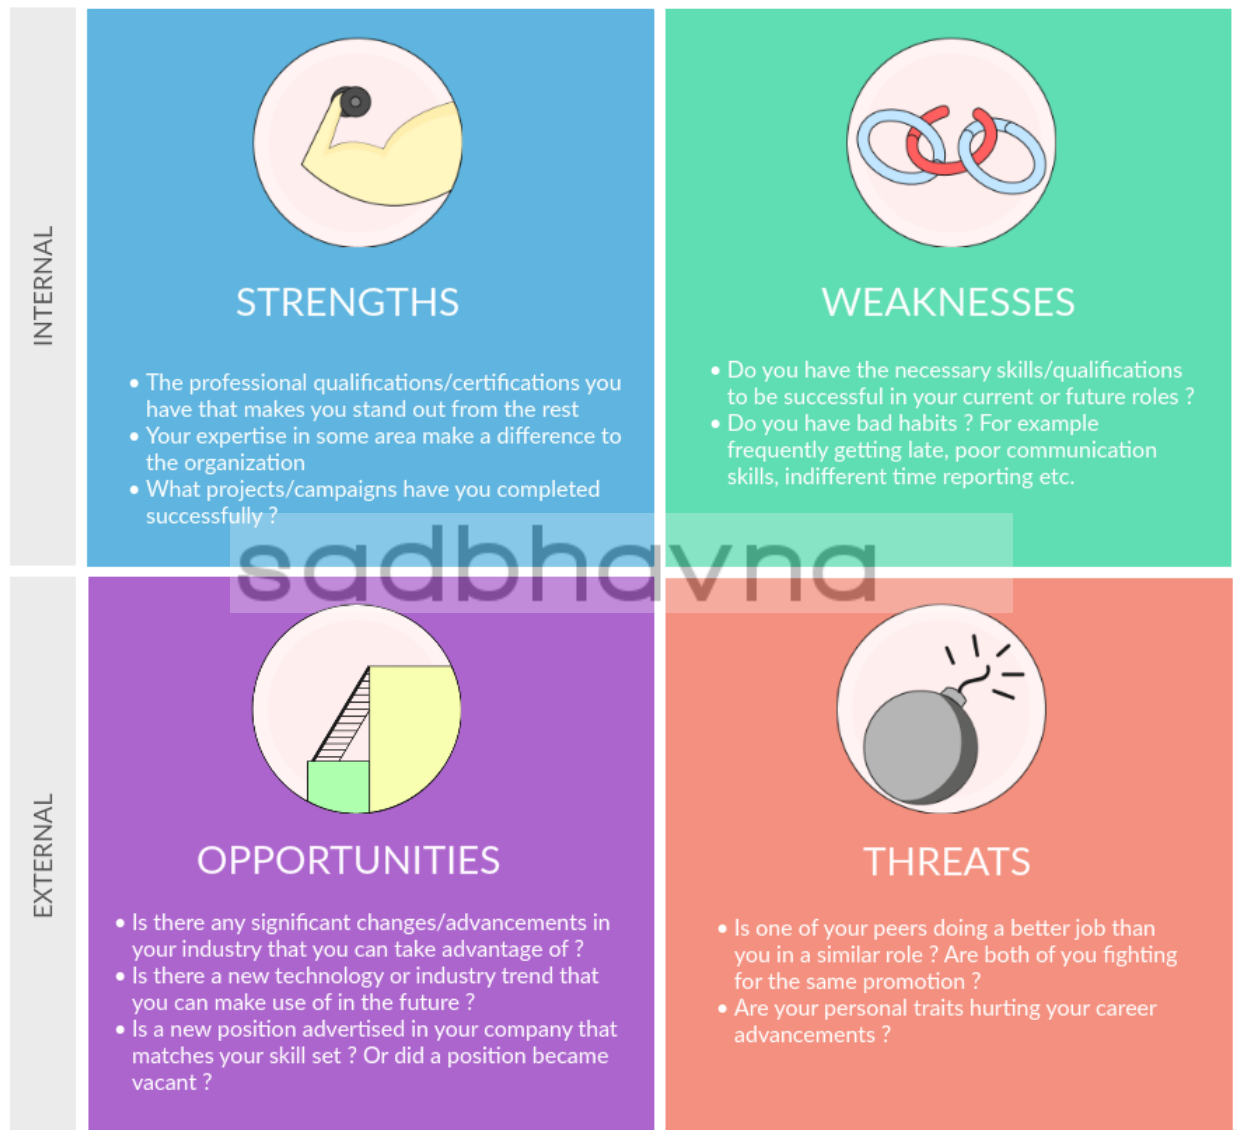 INTERNAL
STRENGTHS
• The professional qualifications/certifications you
have that makes you stand out from the rest
• Your expertise in some area make a difference to
the organization
• What projects/campaigns have you completed
successfully ?
WEAKNESSES
• Do you have the necessary skills/qualifications
to be successful in your current or future roles ?
• Do you have bad habits ? For example
frequently getting late, poor communication
skills, indifferent time reporting etc.
sadbhavna
EXTERNAL
OPPORTUNITIES
• Is there any significant changes/advancements in
your industry that you can take advantage of ?
• Is there a new technology or industry trend that
you can make use of in the future ?
• Is a new position advertised in your company that
matches your skill set ? Or did a position became
vacant ?
THREATS
• Is one of your peers doing a better job than
you in a similar role ? Are both of you fighting
for the same promotion ?
• Are your personal traits hurting your career
advancements ?